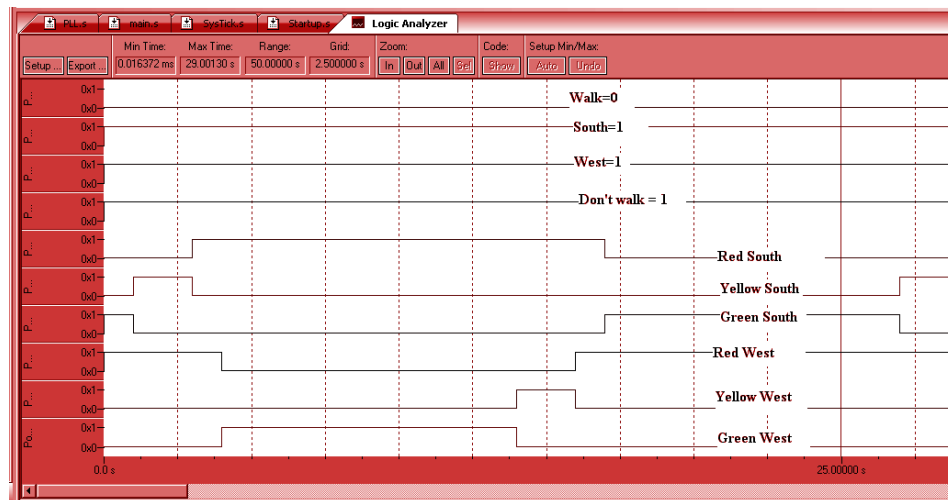 PLL.s main.s SysTick.s Startup.s Logic Analyzer
Min Time: Max Time: Range: Grid: Zoom: Code: Setup Min/Max:
Setup ... Export ... 0.016372 ms 29.00130 s 50.00000 s 2.500000 s In Out All Sel Show Auto Undo
P... 0x1
Walk=0
0x0
P... 0x1
South=1
0x0
P... 0x1
West=1
0x0
P... 0x1
Don't walk = 1
0x0
P... 0x1
Red South
0x0
P... 0x1
Yellow South
0x0
P... 0x1
Green South
0x0
P... 0x1
Red West
0x0
P... 0x1
Yellow West
0x0
Po... 0x1
Green West
0x0
0.0 s 25.00000 s